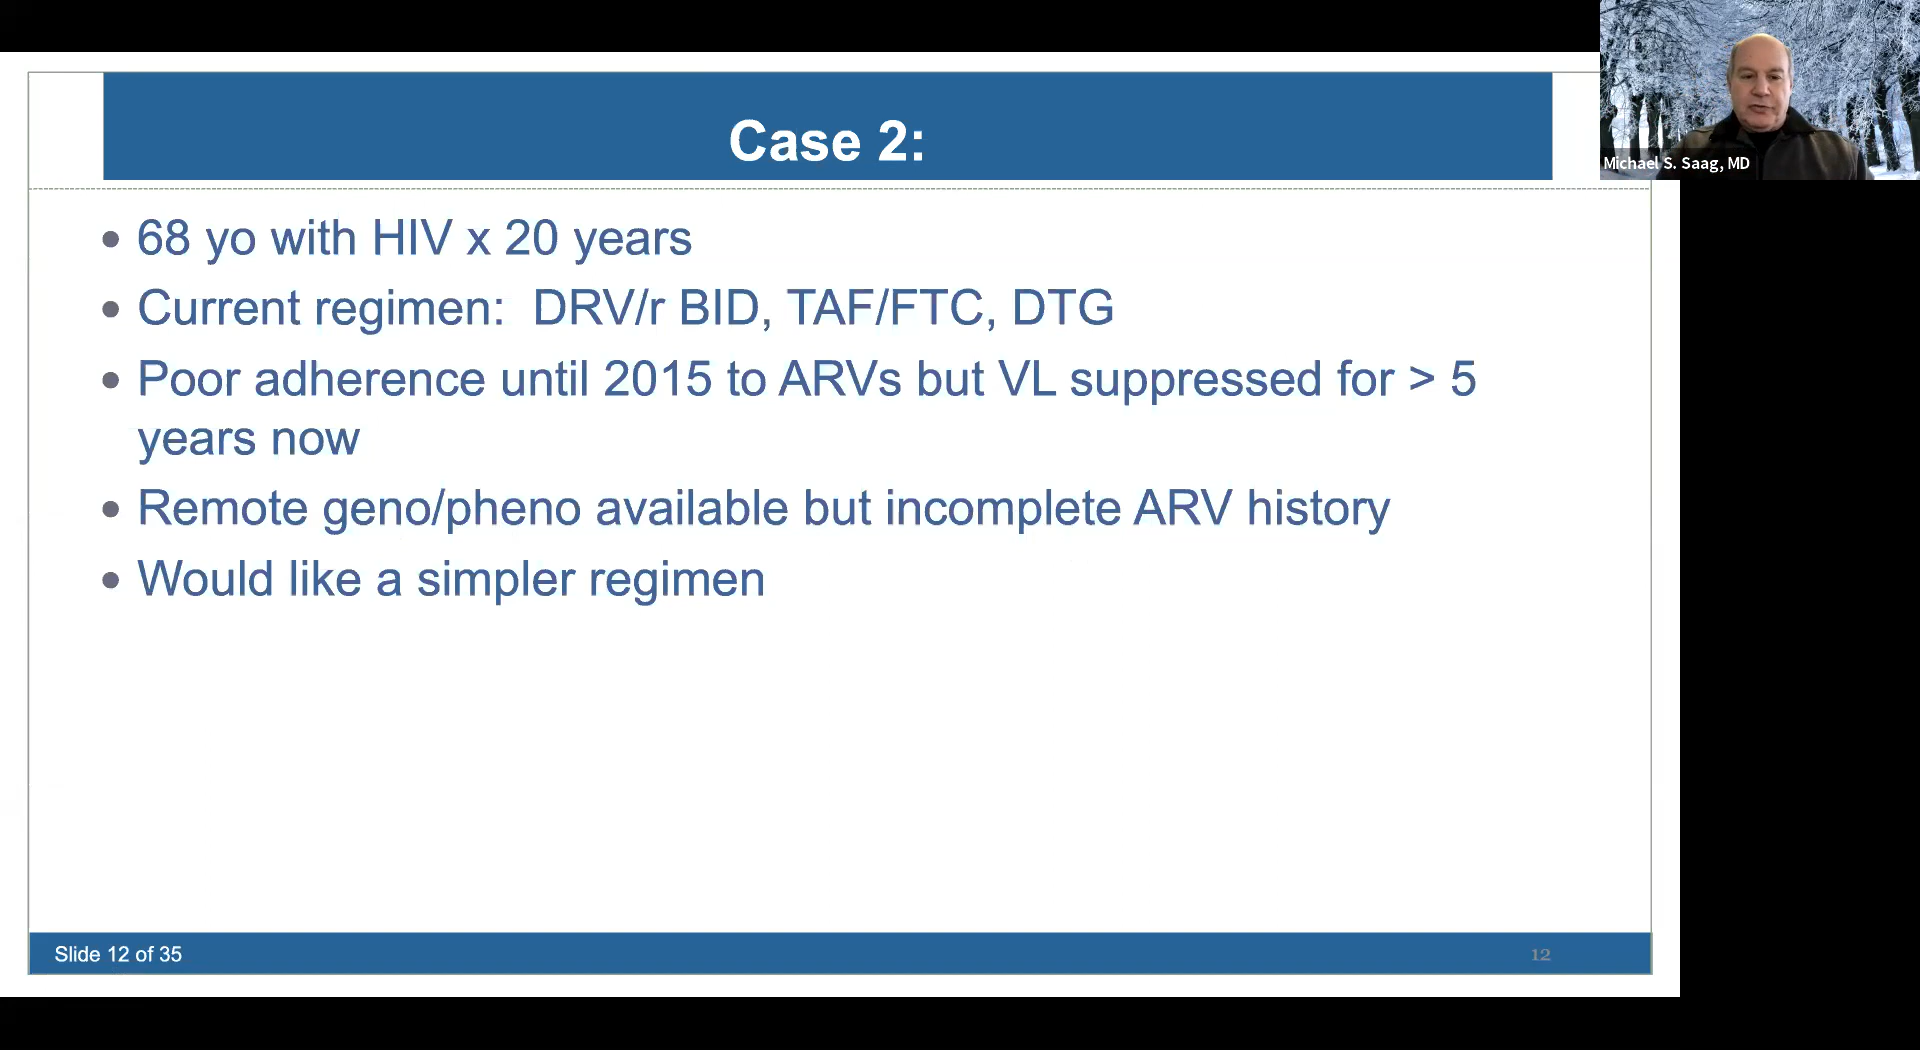 Case 2:
Michael S. Saag, MD
• 68 yo with HIV x 20 years
• Current regimen:  DRV/r BID, TAF/FTC, DTG
• Poor adherence until 2015 to ARVs but VL suppressed for > 5
years now
• Remote geno/pheno available but incomplete ARV history
• Would like a simpler regimen
Slide 12 of 35
12